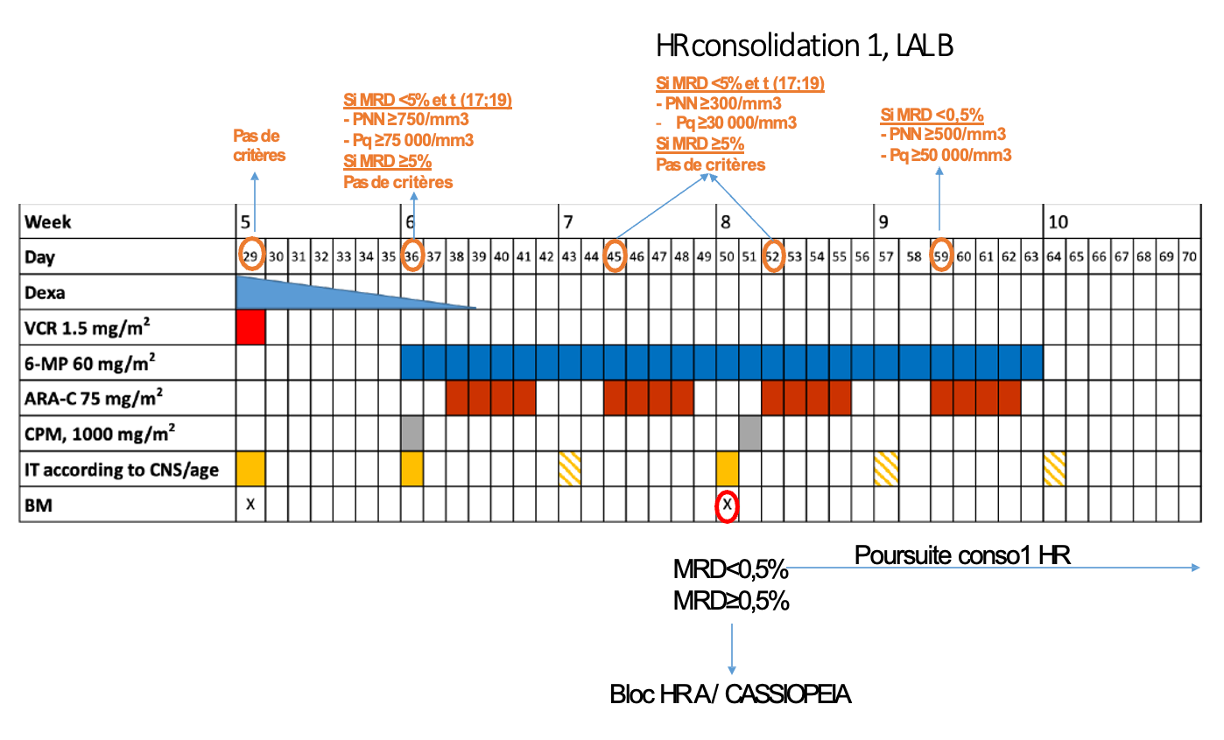 HR consolidation 1, LAL B
Si MRD <5% et t (17;19)
- PNN ≥750/mm3
- Pq ≥75 000/mm3
Si MRD ≥5%
Pas de critères
Si MRD <5% et t (17;19)
- PNN ≥300/mm3
- Pq ≥30 000/mm3
Si MRD ≥5%
Pas de critères
Si MRD <0,5%
- PNN ≥500/mm3
- Pq ≥50 000/mm3
Pas de
critères
Week 5 6 7 8 9 10
Day 29 30 31 32 33 34 35 36 37 38 39 40 41 42 43 44 45 46 47 48 49 50 51 52 53 54 55 56 57 58 59 60 61 62 63 64 65 66 67 68 69 70
Dexa
VCR 1.5 mg/m²
6-MP 60 mg/m²
ARA-C 75 mg/m²
CPM, 1000 mg/m²
IT according to CNS/age
BM X X
MRD<0,5% Poursuite conso1 HR
MRD≥0,5%
Bloc HR A / CASSIOPEIA